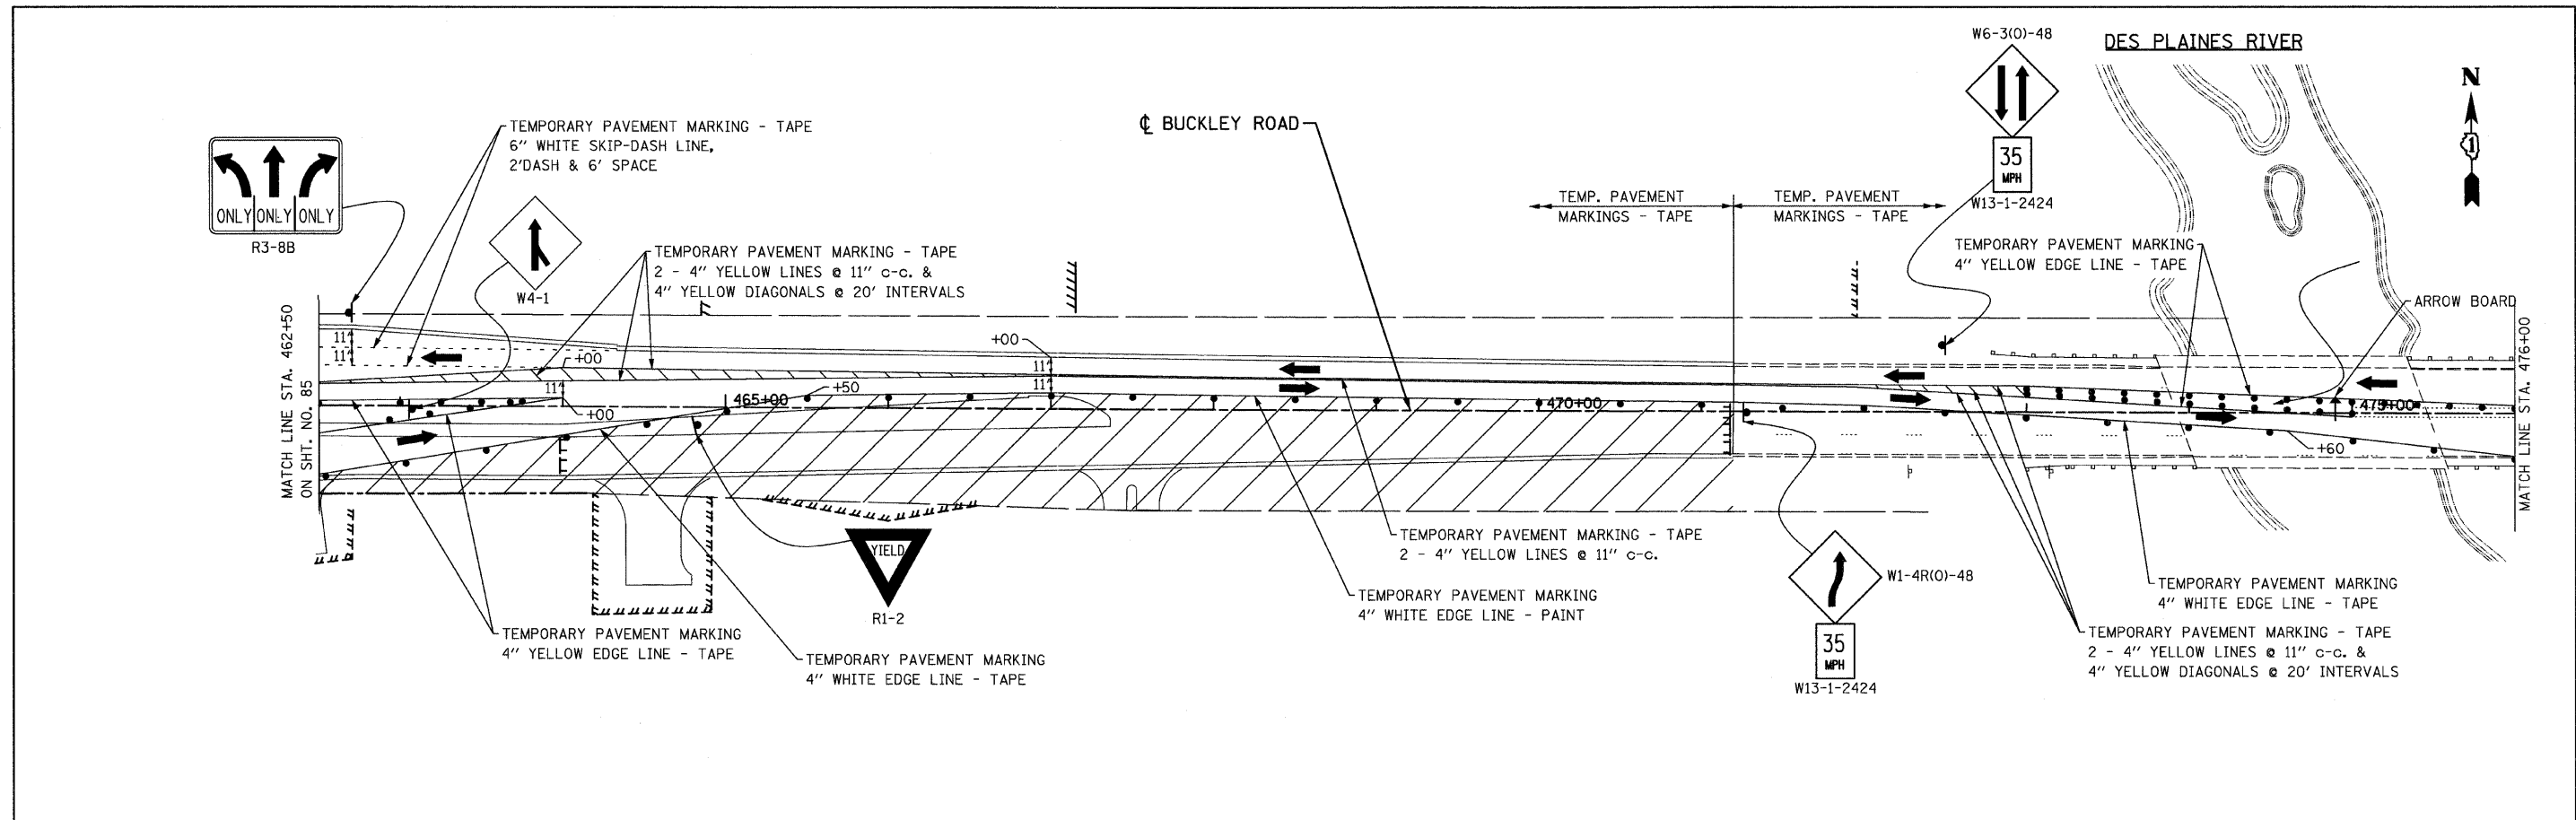 W6-3(O)-48
DES PLAINES RIVER
N
1
35
MPH
W13-1-2424
TEMPORARY PAVEMENT MARKING - TAPE
6" WHITE SKIP-DASH LINE,
2'DASH & 6' SPACE
℄ BUCKLEY ROAD
ONLY ONLY ONLY
R3-8B
W4-1
TEMPORARY PAVEMENT MARKING - TAPE
2 - 4" YELLOW LINES @ 11" c-c. &
4" YELLOW DIAGONALS @ 20' INTERVALS
TEMP. PAVEMENT
MARKINGS - TAPE
TEMP. PAVEMENT
MARKINGS - TAPE
TEMPORARY PAVEMENT MARKING
4" YELLOW EDGE LINE - TAPE
ARROW BOARD
MATCH LINE STA. 462+50
ON SHT. NO. 85
11'
11'
+00
11'
+00
465+00
+50
+00
11'
11'
470+00
475+00
+60
MATCH LINE STA. 476+00
TEMPORARY PAVEMENT MARKING
4" YELLOW EDGE LINE - TAPE
TEMPORARY PAVEMENT MARKING
4" WHITE EDGE LINE - TAPE
YIELD
R1-2
TEMPORARY PAVEMENT MARKING - TAPE
2 - 4" YELLOW LINES @ 11" c-c.
TEMPORARY PAVEMENT MARKING
4" WHITE EDGE LINE - PAINT
W1-4R(O)-48
35
MPH
W13-1-2424
TEMPORARY PAVEMENT MARKING
4" WHITE EDGE LINE - TAPE
TEMPORARY PAVEMENT MARKING - TAPE
2 - 4" YELLOW LINES @ 11" c-c. &
4" YELLOW DIAGONALS @ 20' INTERVALS